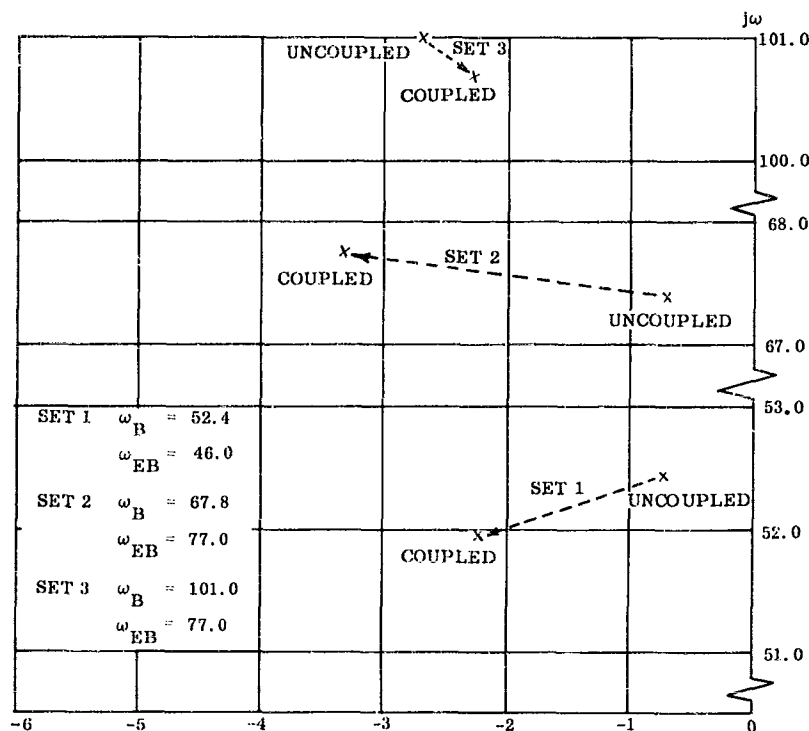 jω
101.0
UNCOUPLED
SET 3
COUPLED
100.0
68.0
SET 2
COUPLED
UNCOUPLED
67.0
53.0
SET 1 ω_B = 52.4
ω_EB = 46.0
SET 2 ω_B = 67.8
ω_EB = 77.0
SET 3 ω_B = 101.0
ω_EB = 77.0
SET 1
UNCOUPLED
COUPLED
52.0
51.0
-6 -5 -4 -3 -2 -1 0